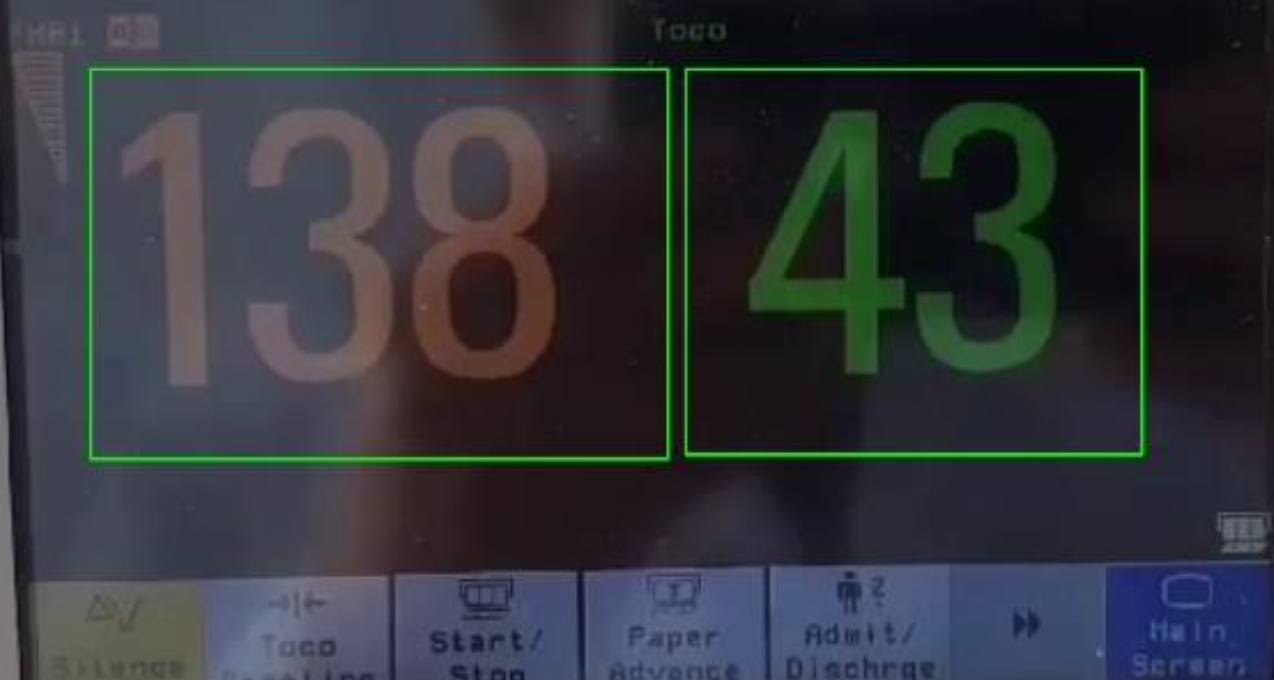 FHR1 Toco
138 43
Silence Toco Baseline Start/ Stop Paper Advance Admit/ Dischrge Main Screen